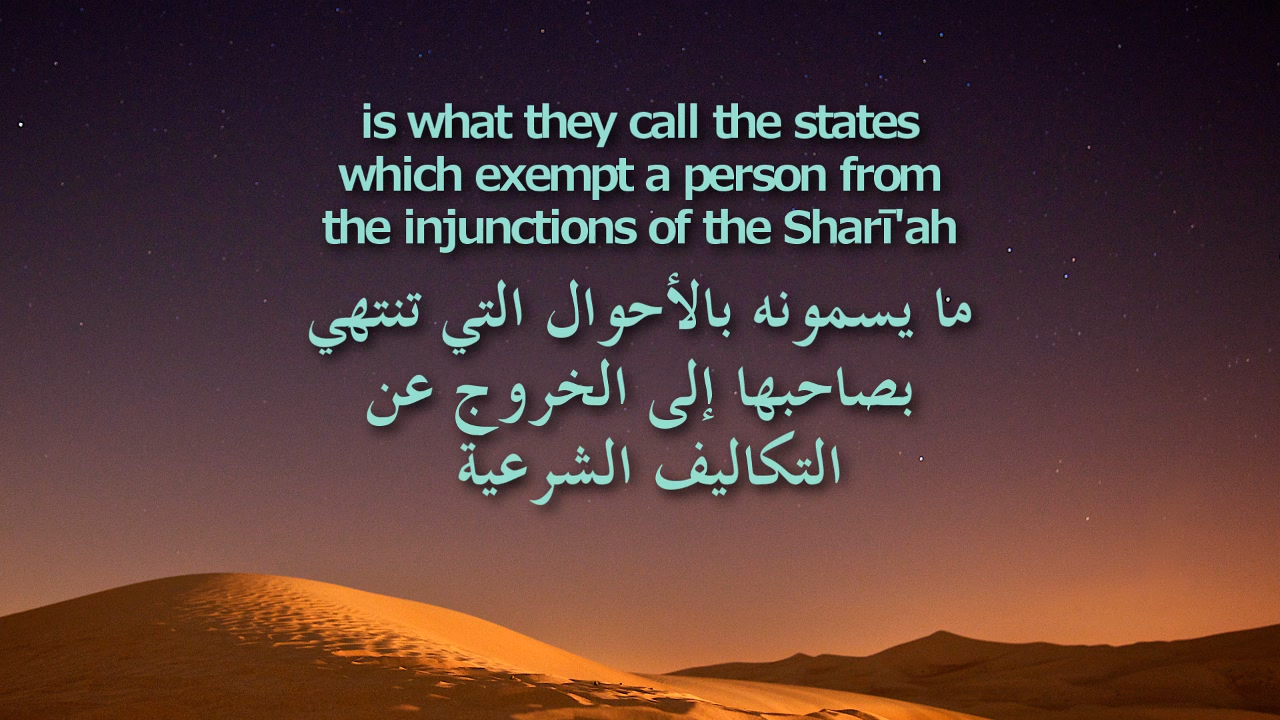 is what they call the states
which exempt a person from
the injunctions of the Sharī'ah
ما يسمونه بالأحوال التي تنتهي
بصاحبها إلى الخروج عن
التكاليف الشرعية